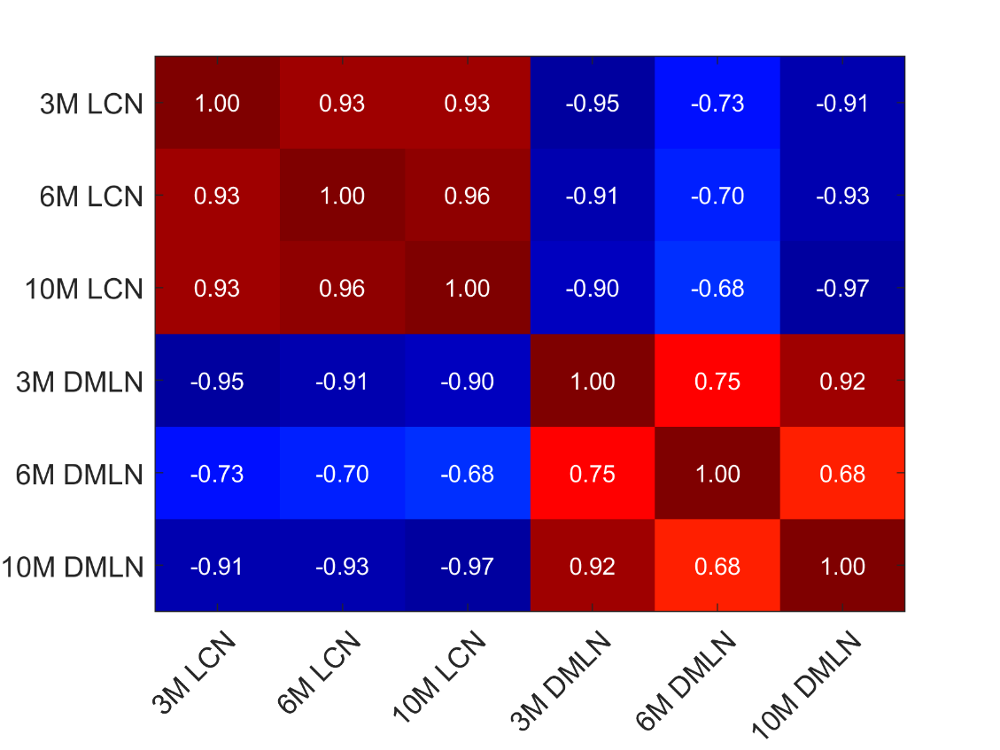 3M LCN 1.00 0.93 0.93 -0.95 -0.73 -0.91
6M LCN 0.93 1.00 0.96 -0.91 -0.70 -0.93
10M LCN 0.93 0.96 1.00 -0.90 -0.68 -0.97
3M DMLN -0.95 -0.91 -0.90 1.00 0.75 0.92
6M DMLN -0.73 -0.70 -0.68 0.75 1.00 0.68
10M DMLN -0.91 -0.93 -0.97 0.92 0.68 1.00
3M LCN 6M LCN 10M LCN 3M DMLN 6M DMLN 10M DMLN